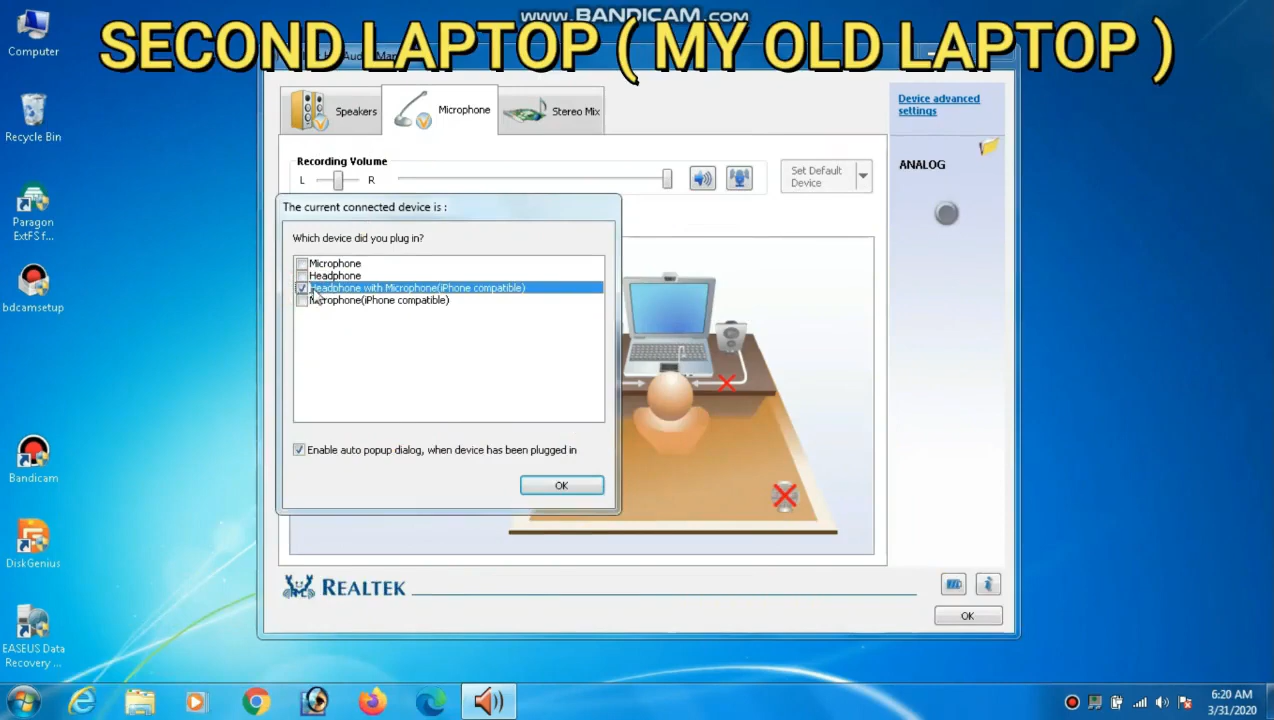 www.BANDICAM.com
SECOND LAPTOP ( MY OLD LAPTOP )
Computer
Recycle Bin
Paragon
ExtFS f...
bdcamsetup
Bandicam
DiskGenius
EASEUS Data
Recovery ...
Speakers
Microphone
Stereo Mix
Device advanced
settings
Recording Volume
L
R
Set Default
Device
ANALOG
The current connected device is :
Which device did you plug in?
Microphone
Headphone
Headphone with Microphone(iPhone compatible)
Microphone(iPhone compatible)
Enable auto popup dialog, when device has been plugged in
OK
REALTEK
OK
6:20 AM
3/31/2020